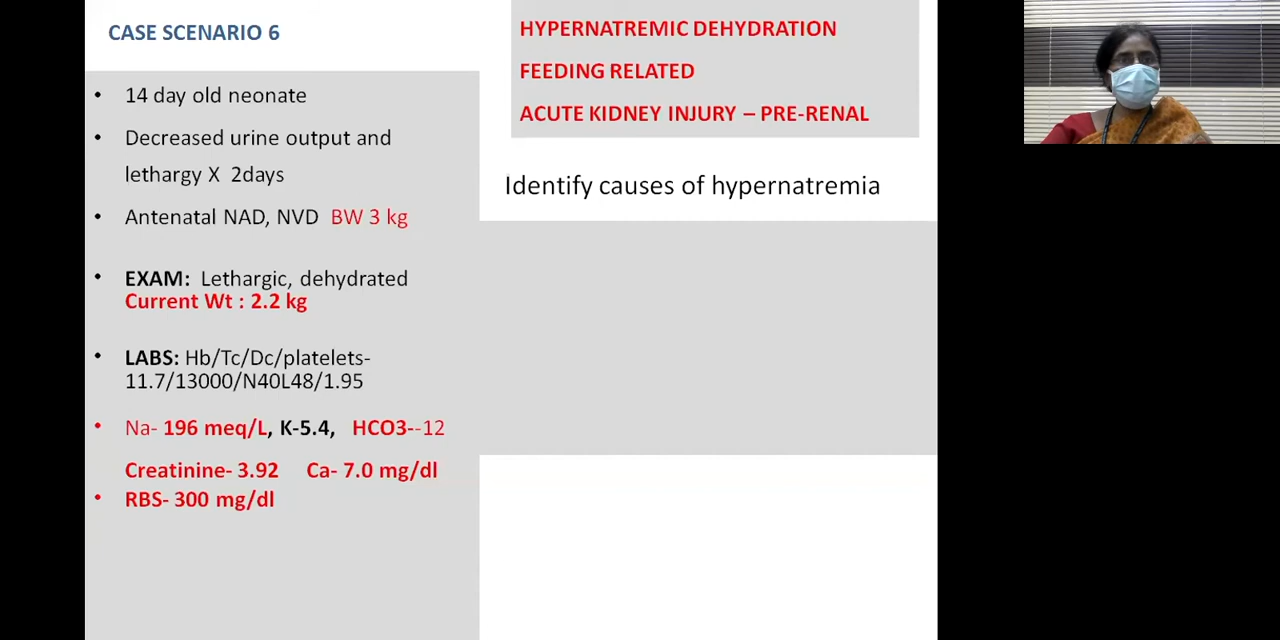 CASE SCENARIO 6
• 14 day old neonate
• Decreased urine output and
lethargy X 2days
• Antenatal NAD, NVD BW 3 kg
• EXAM: Lethargic, dehydrated
Current Wt : 2.2 kg
• LABS: Hb/Tc/Dc/platelets-
11.7/13000/N40L48/1.95
• Na- 196 meq/L, K-5.4, HCO3--12
Creatinine- 3.92 Ca- 7.0 mg/dl
• RBS- 300 mg/dl
HYPERNATREMIC DEHYDRATION
FEEDING RELATED
ACUTE KIDNEY INJURY – PRE-RENAL
Identify causes of hypernatremia